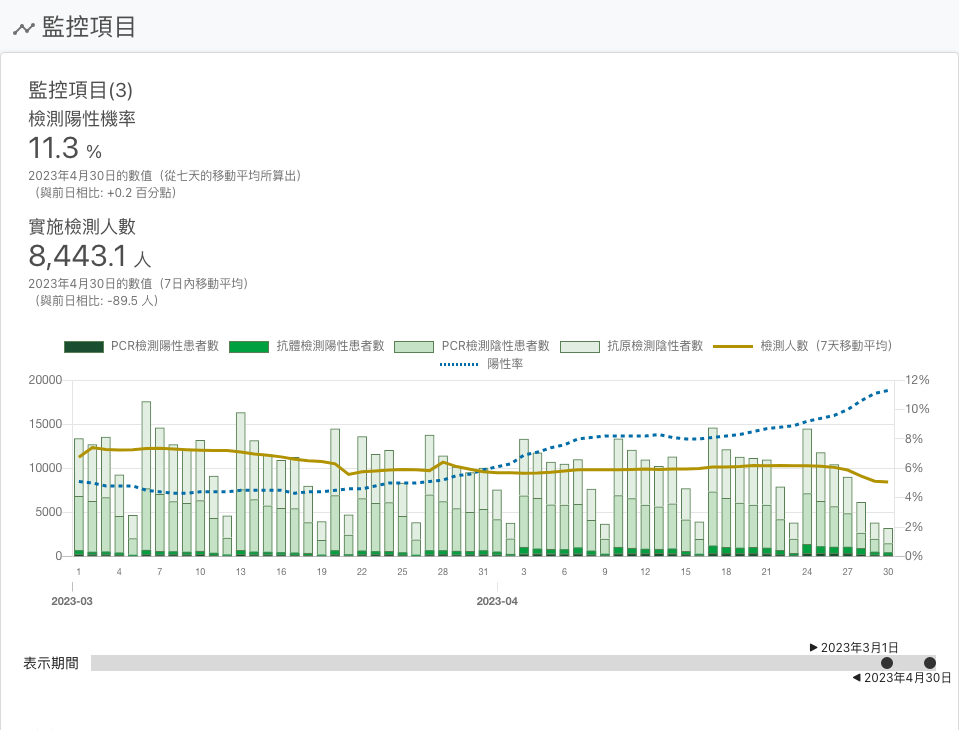 監控項目
監控項目(3)
檢測陽性機率
11.3 %
2023年4月30日的數值（從七天的移動平均所算出）
（與前日相比: +0.2 百分點）
實施檢測人數
8,443.1 人
2023年4月30日的數值（7日內移動平均）
（與前日相比: -89.5 人）
PCR檢測陽性患者數 抗體檢測陽性患者數 PCR檢測陰性患者數 抗原檢測陰性者數 檢測人數（7天移動平均）
陽性率
20000 12%
10%
15000
8%
10000 6%
4%
5000
2%
0 0%
1 4 7 10 13 16 19 22 25 28 31 3 6 9 12 15 18 21 24 27 30
2023-03 2023-04
▶ 2023年3月1日
表示期間
◀ 2023年4月30日